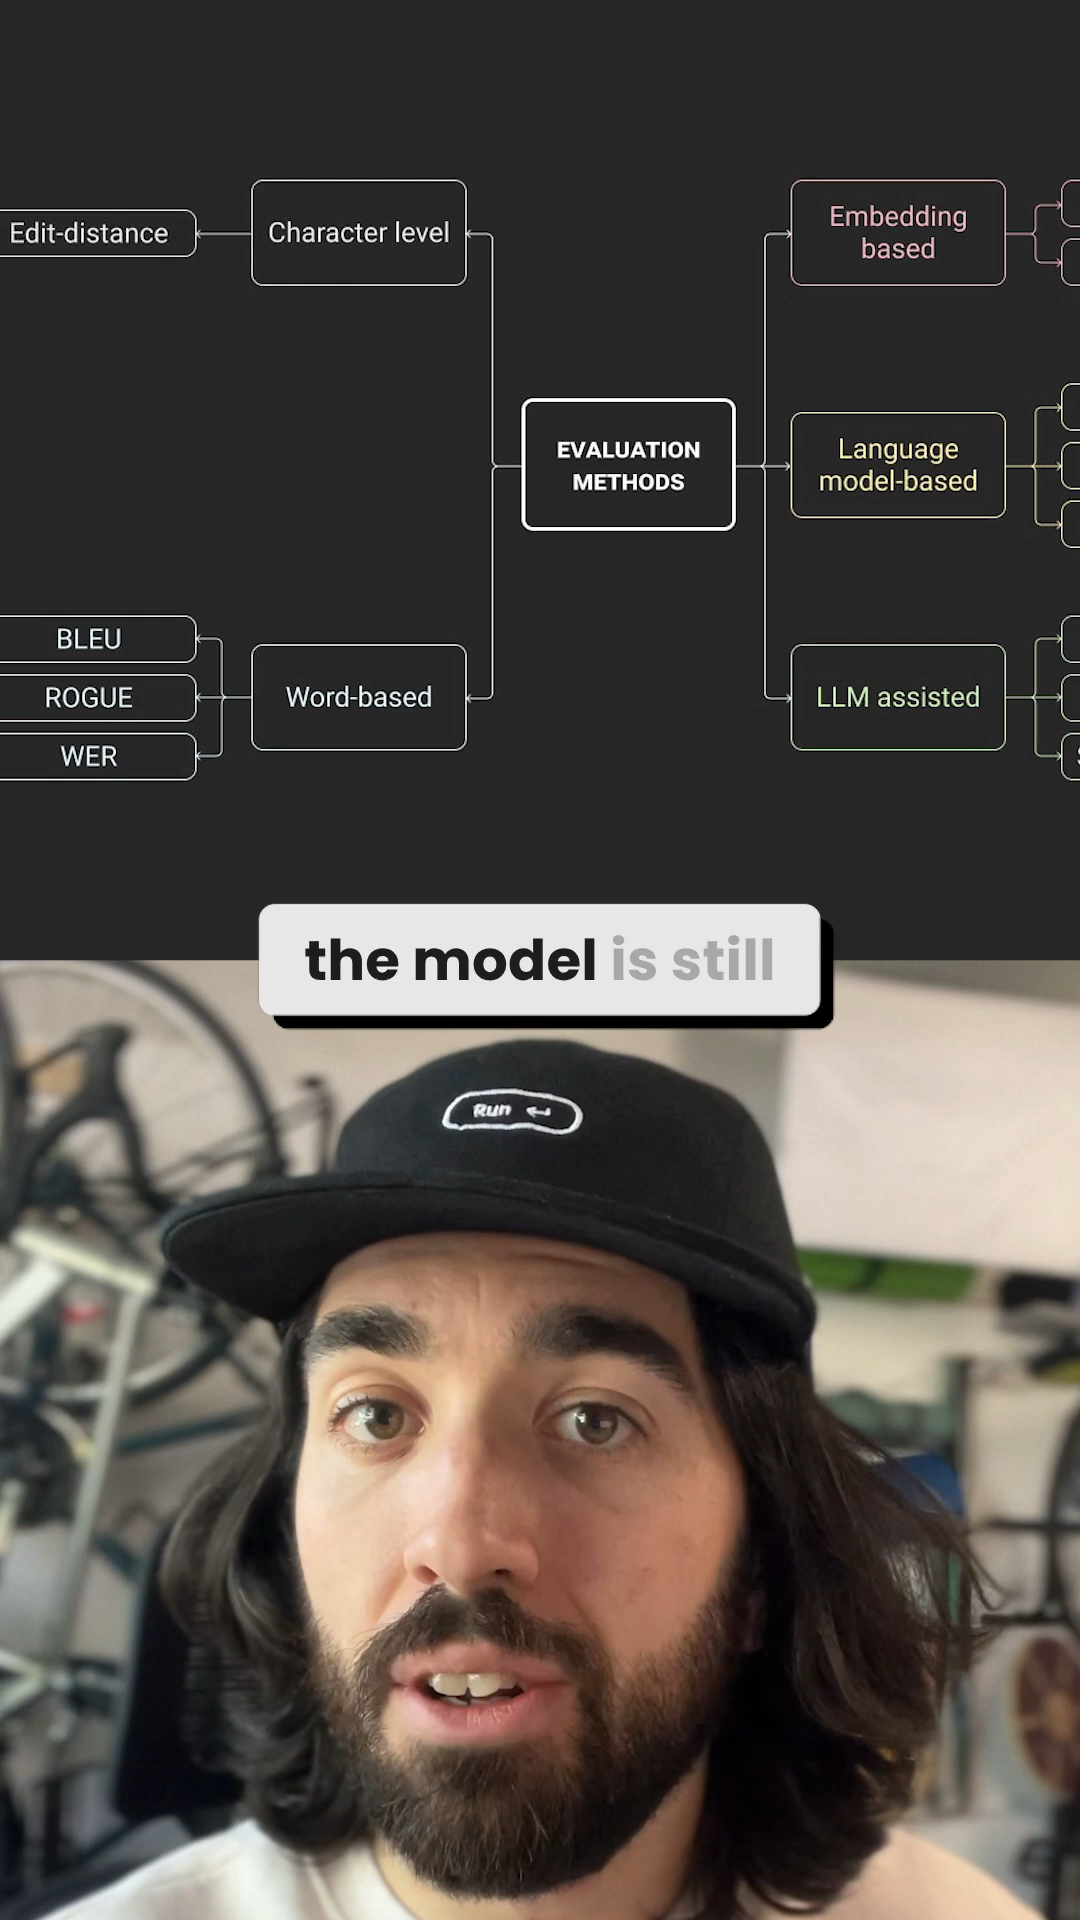 Edit-distance
Character level
Embedding
based
EVALUATION
METHODS
Language
model-based
BLEU
ROGUE
WER
Word-based
LLM assisted
the model is still
Run ↵